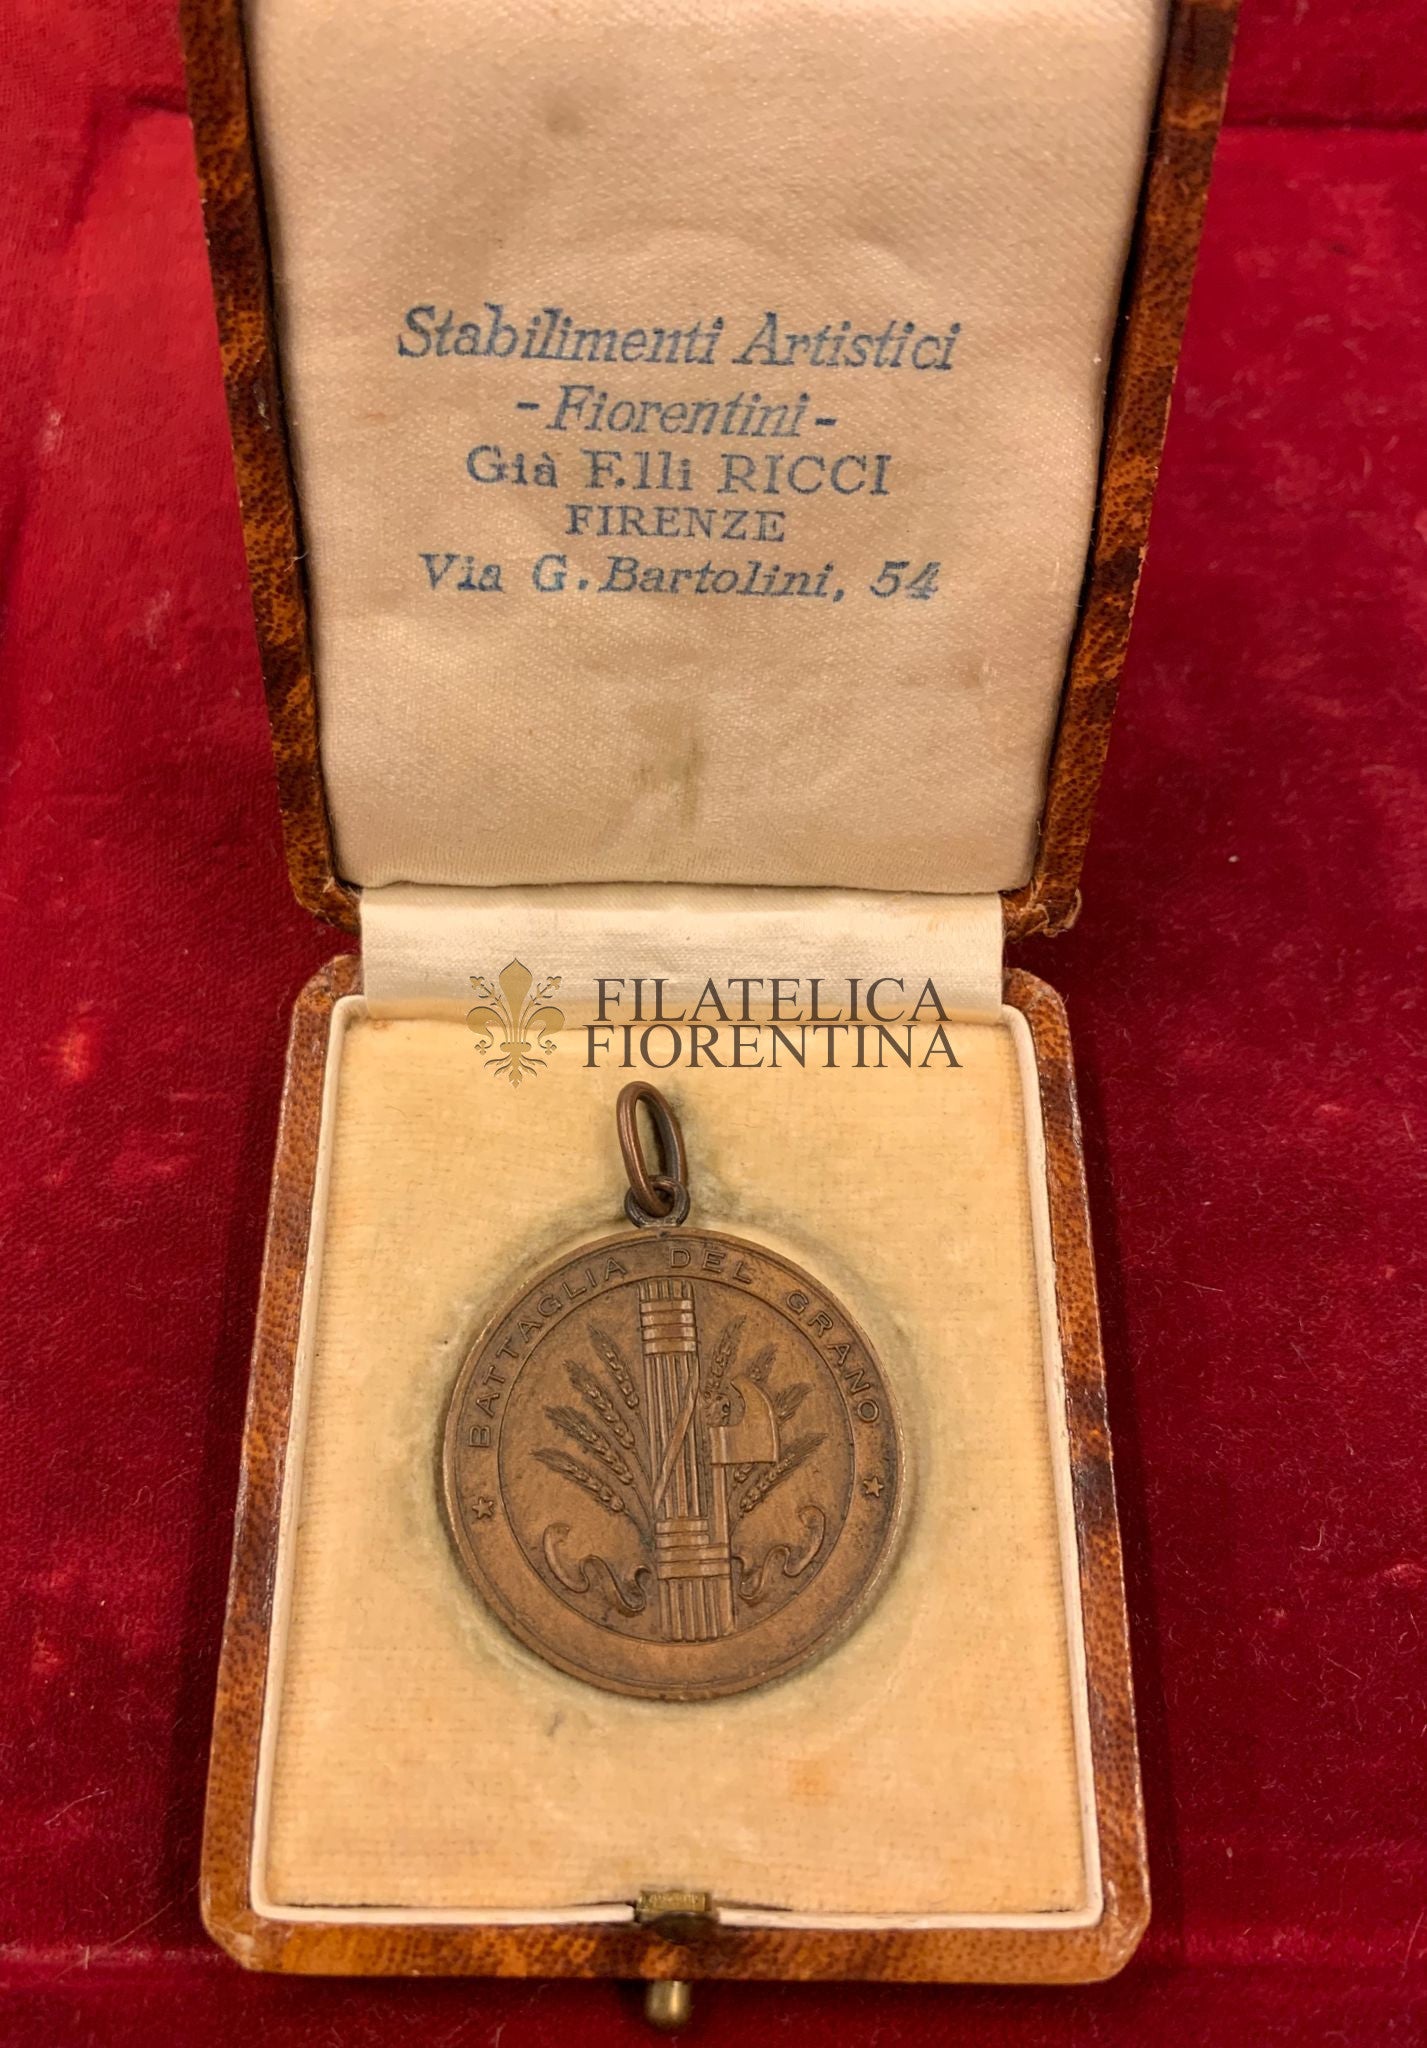 Stabilimenti Artistici
-Fiorentini-
Già F.lli RICCI
FIRENZE
Via G. Bartolini, 54
FILATELICA
FIORENTINA
BATTAGLIA DEL GRANO